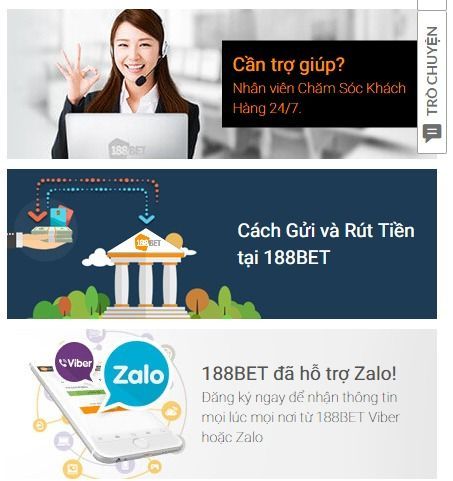 Cần trợ giúp?
Nhân viên Chăm Sóc Khách
Hàng 24/7.
TRÒ CHUYỆN
188BET
188BET
Cách Gửi và Rút Tiền
tại 188BET
Viber
Zalo
188BET đã hỗ trợ Zalo!
Đăng ký ngay để nhận thông tin
mọi lúc mọi nơi từ 188BET Viber
hoặc Zalo